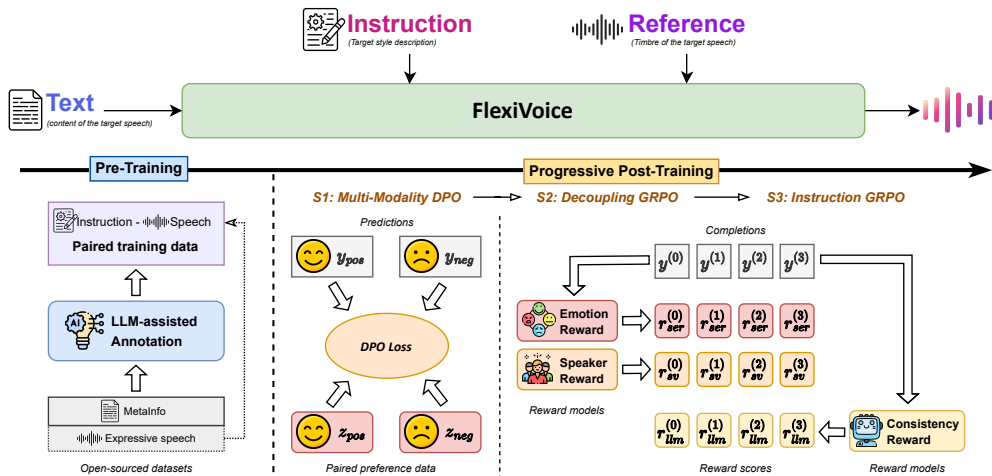 Instruction
(Target style description)
Reference
(Timbre of the target speech)
Text
(content of the target speech)
FlexiVoice
Pre-Training
Progressive Post-Training
S1: Multi-Modality DPO
S2: Decoupling GRPO
S3: Instruction GRPO
Instruction - Speech
Paired training data
AI
LLM-assisted
Annotation
MetaInfo
Expressive speech
Open-sourced datasets
Predictions
y_pos
y_neg
DPO Loss
z_pos
z_neg
Paired preference data
Completions
y^(0) y^(1) y^(2) y^(3)
Emotion
Reward
r_ser^(0) r_ser^(1) r_ser^(2) r_ser^(3)
Speaker
Reward
r_sv^(0) r_sv^(1) r_sv^(2) r_sv^(3)
Reward models
r_llm^(0) r_llm^(1) r_llm^(2) r_llm^(3)
Consistency
Reward
Reward scores
Reward models